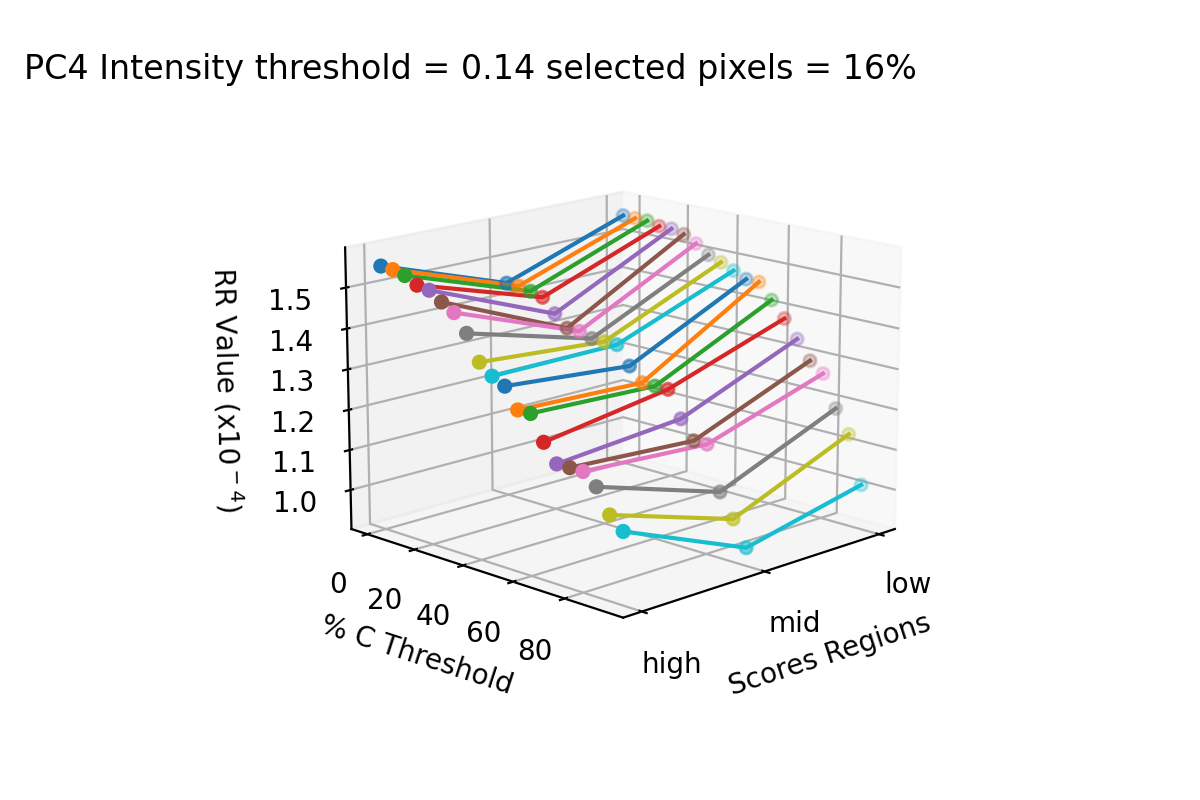 PC4 Intensity threshold = 0.14 selected pixels = 16%
RR Value (x10⁻⁴)
1.5
1.4
1.3
1.2
1.1
1.0
0
20
40
60
80
% C Threshold
high
mid
low
Scores Regions